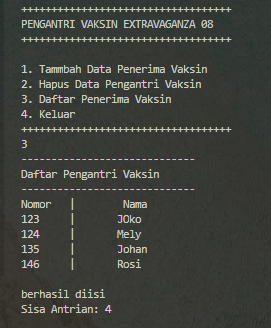 ++++++++++++++++++++++++++++++++++
PENGANTRI VAKSIN EXTRAVAGANZA 08
++++++++++++++++++++++++++++++++++
1. Tammbah Data Penerima Vaksin
2. Hapus Data Pengantri Vaksin
3. Daftar Penerima Vaksin
4. Keluar
++++++++++++++++++++++++++++++++++
3
----------------------------
Daftar Pengantri Vaksin
----------------------------
Nomor | Nama
123 | JOko
124 | Mely
135 | Johan
146 | Rosi
berhasil diisi
Sisa Antrian: 4